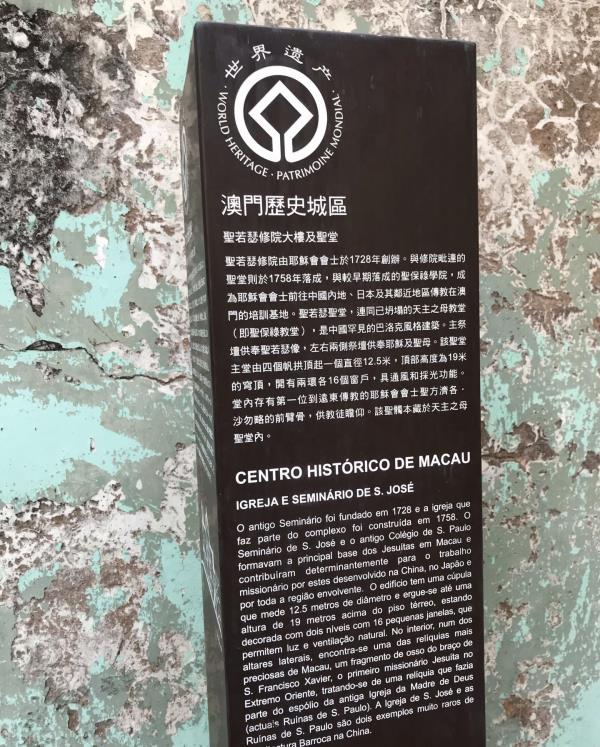 世界遗产
· WORLD HERITAGE · PATRIMOINE MONDIAL ·
澳門歷史城區
聖若瑟修院大樓及聖堂
聖若瑟修院由耶穌會會士於1728年創辦。與修院毗連的
聖堂則於1758年落成，與較早期落成的聖保祿學院，成
為耶穌會會士前往中國內地、日本及其鄰近地區傳教在澳
門的培訓基地。聖若瑟聖堂，連同已坍塌的天主之母教堂
（即聖保祿教堂），是中國罕見的巴洛克風格建築。主祭
壇供奉聖若瑟像，左右兩側祭壇供奉耶穌及聖母。該聖堂
主堂由四個帆拱頂起一個直徑12.5米，頂部高度為19米
的穹頂，開有兩環各16個窗戶，具通風和採光功能。
堂內存有第一位到遠東傳教的耶穌會會士聖方濟各·
沙勿略的前臂骨，供教徒瞻仰。該聖髑本藏於天主之母
聖堂內。
CENTRO HISTÓRICO DE MACAU
IGREJA E SEMINÁRIO DE S. JOSÉ
O antigo Seminário foi fundado em 1728 e a igreja que
faz parte do complexo foi construída em 1758. O
Seminário de S. José e o antigo Colégio de S. Paulo
formavam a principal base dos Jesuítas em Macau e
contribuíram determinantemente para o trabalho
missionário por estes desenvolvido na China, no Japão e
por toda a região envolvente. O edifício tem uma cúpula
que mede 12.5 metros de diâmetro e ergue-se até uma
altura de 19 metros acima do piso térreo, estando
decorada com dois níveis com 16 pequenas janelas, que
permitem luz e ventilação natural. No interior, num dos
altares laterais, encontra-se uma das relíquias mais
preciosas de Macau, um fragmento de osso do braço de
S. Francisco Xavier, o primeiro missionário Jesuíta no
Extremo Oriente, tratando-se de uma relíquia que fazia
parte do espólio da antiga Igreja da Madre de Deus
(actuais Ruínas de S. Paulo). A Igreja de S. José e as
Ruínas de S. Paulo são dois exemplos muito raros de
Barroca na China.